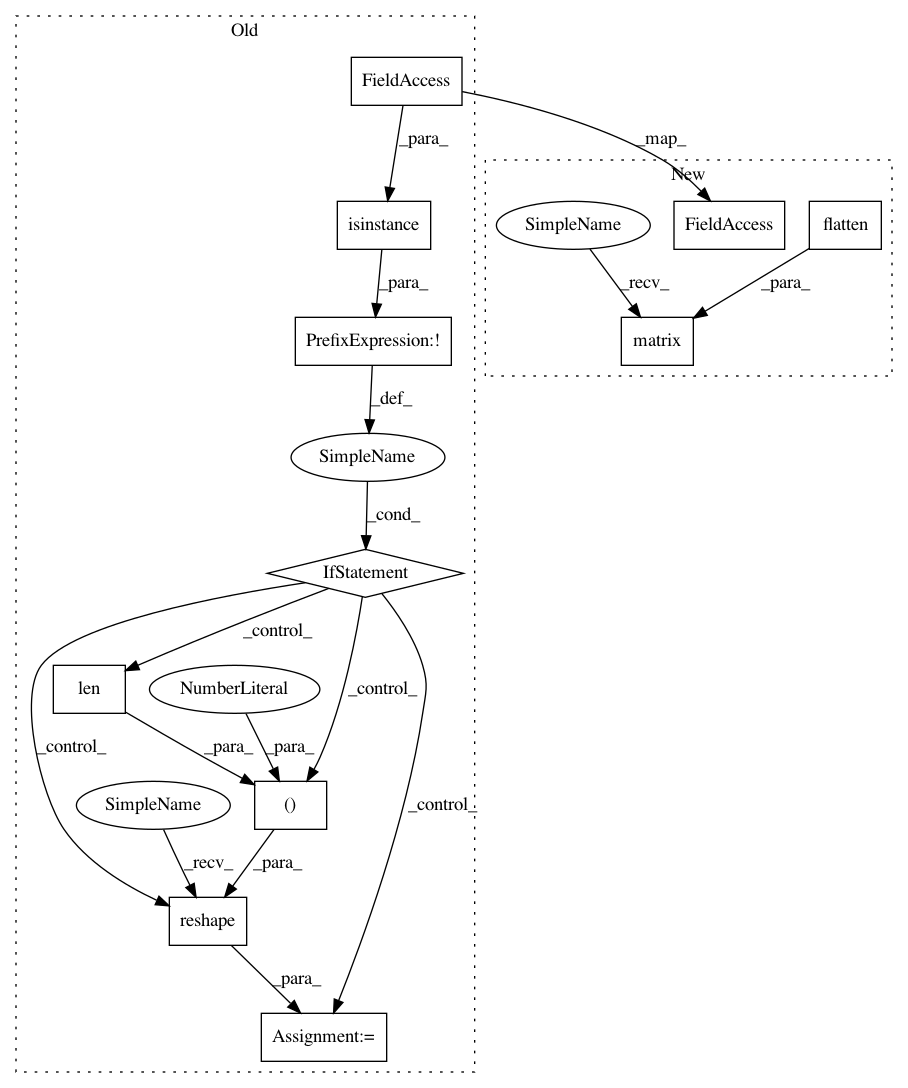 Old
FieldAccess
_para_
_map_
New
isinstance
SimpleName
FieldAccess
flatten
_para_
_recv_
_para_
PrefixExpression:!
matrix
_def_
SimpleName
_cond_
IfStatement
_control_
len
NumberLiteral
_control_
_control_
_para_
_para_
SimpleName
()
_control_
_recv_
_para_
reshape
_para_
Assignment:=